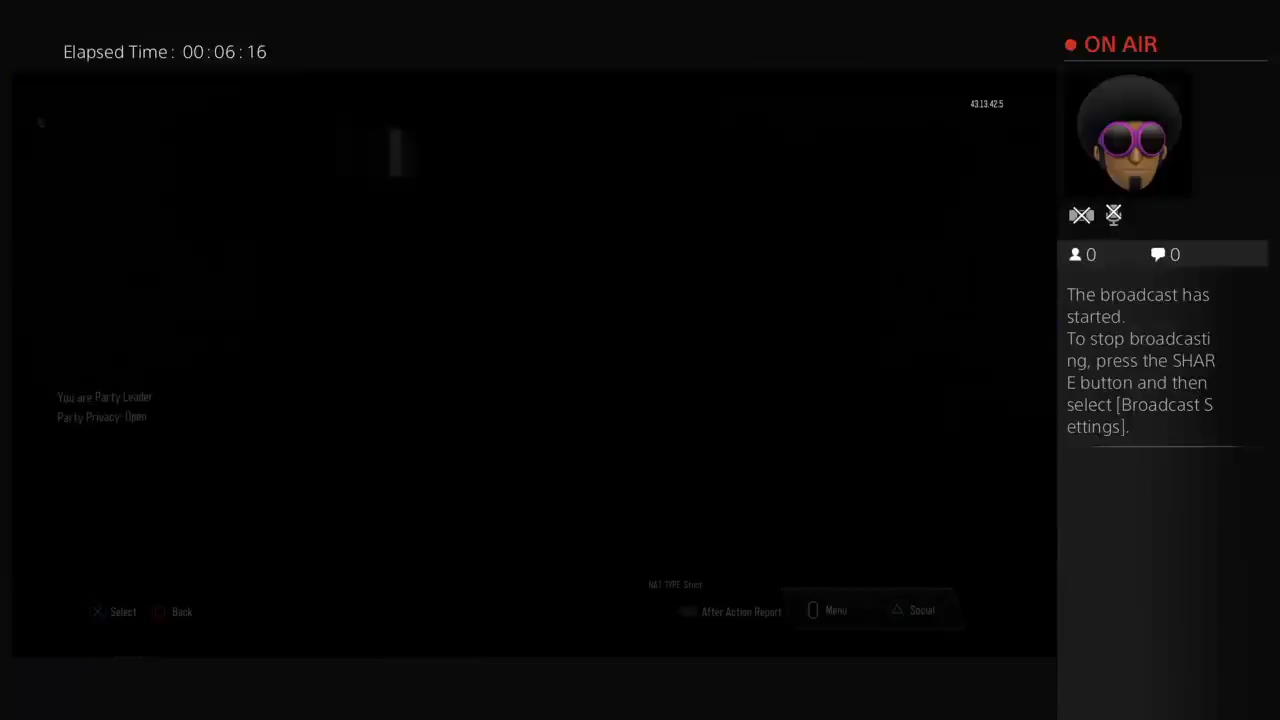 Elapsed Time: 00:06:16
ON AIR
43.13.42.5
0 0
The broadcast has
started.
To stop broadcasti
ng, press the SHAR
E button and then
select [Broadcast S
ettings].
You are Party Leader
Party Privacy: Open
NAT TYPE: Strict
Select Back After Action Report Menu Social